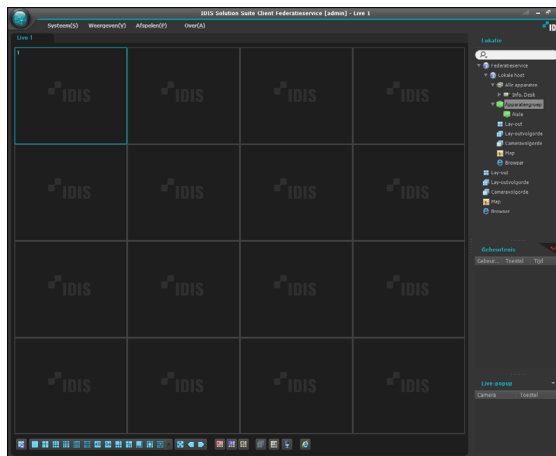 IDIS Solution Suite Client Federatieservice [admin] - Live 1
Systeem(S) Weergeven(V) Afspelen(P) Over(A)
Live 1
1
IDIS IDIS IDIS IDIS
IDIS IDIS IDIS IDIS
IDIS IDIS IDIS IDIS
IDIS IDIS IDIS IDIS
Lokatie
Federatieservice
Lokale host
Alle apparaten
Info. Desk
Apparatengroep
Aisle
Lay-out
Lay-outvolgorde
Cameravolgorde
Map
Browser
Lay-out
Lay-outvolgorde
Cameravolgorde
Map
Browser
Gebeurtenis
Gebeur... Toestel Tijd
Live-popup
Camera Toestel